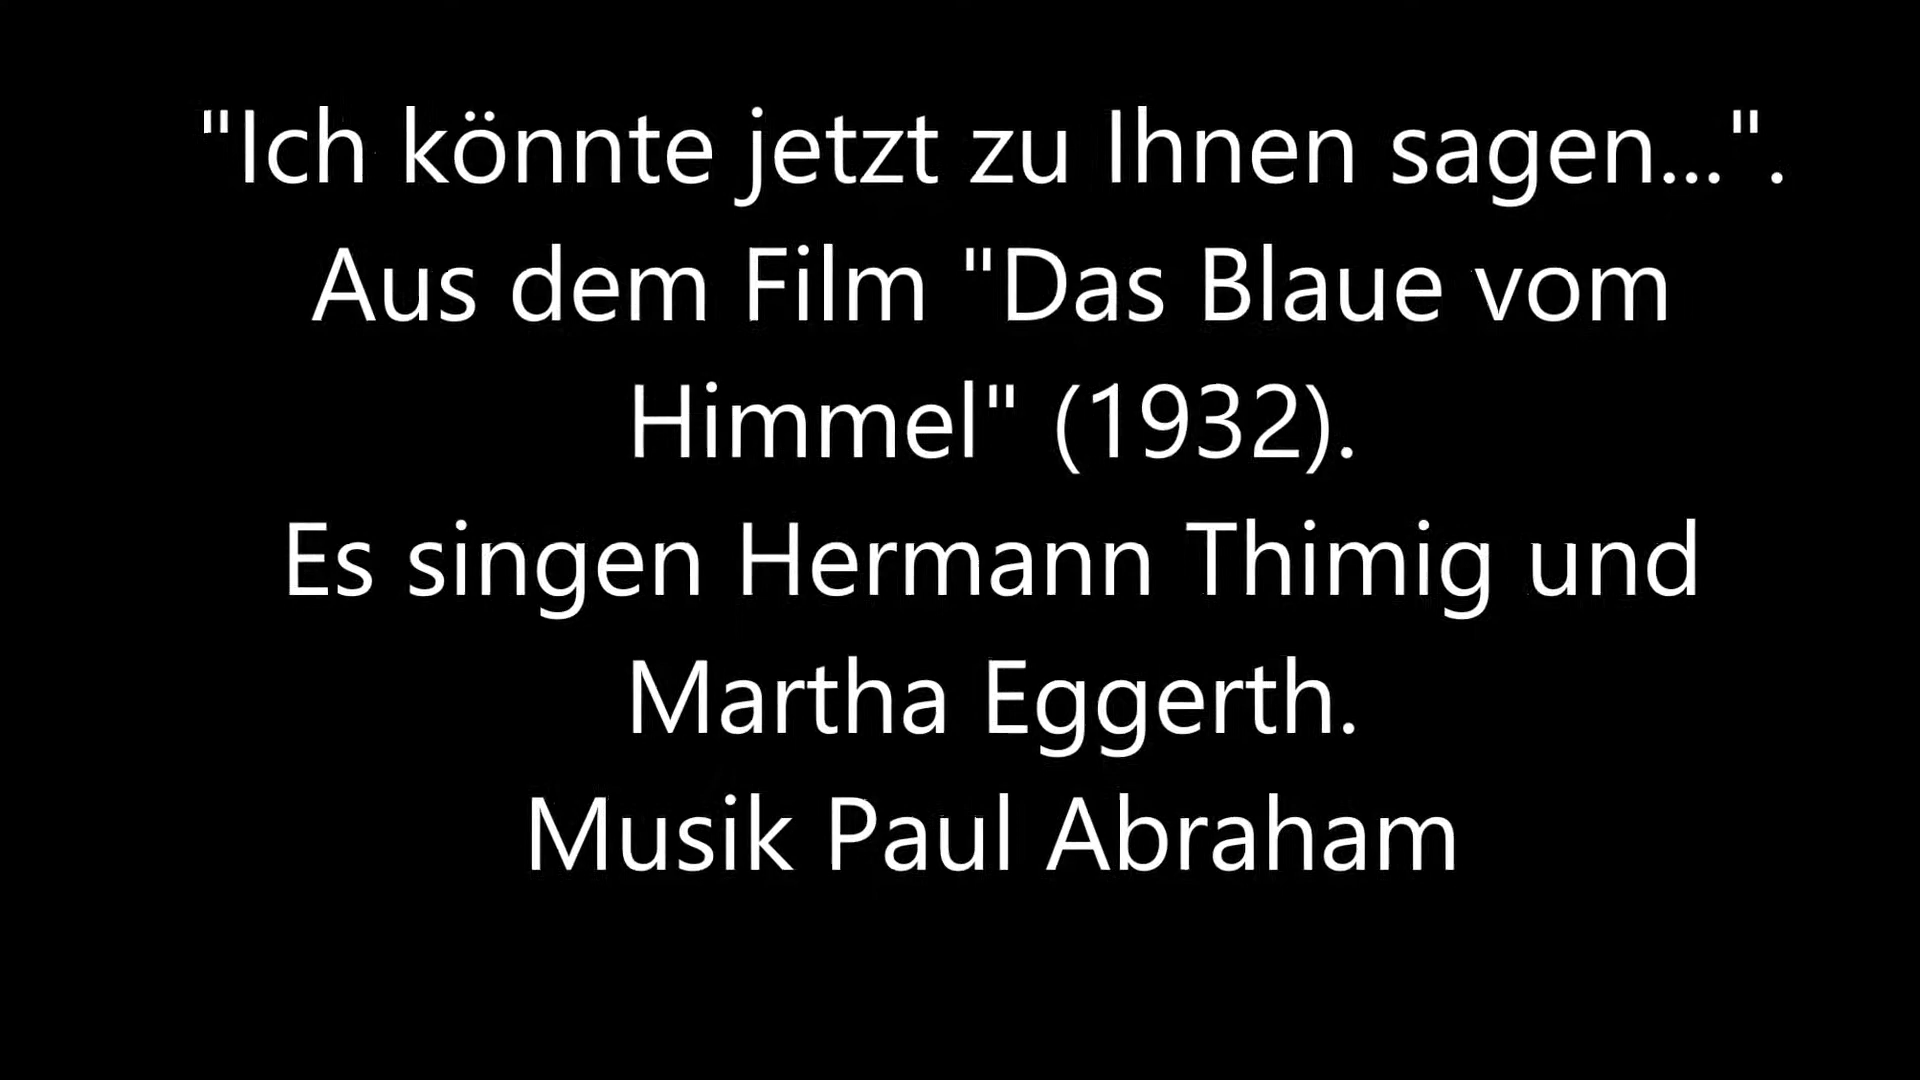 "Ich könnte jetzt zu Ihnen sagen...".
Aus dem Film "Das Blaue vom
Himmel" (1932).
Es singen Hermann Thimig und
Martha Eggerth.
Musik Paul Abraham